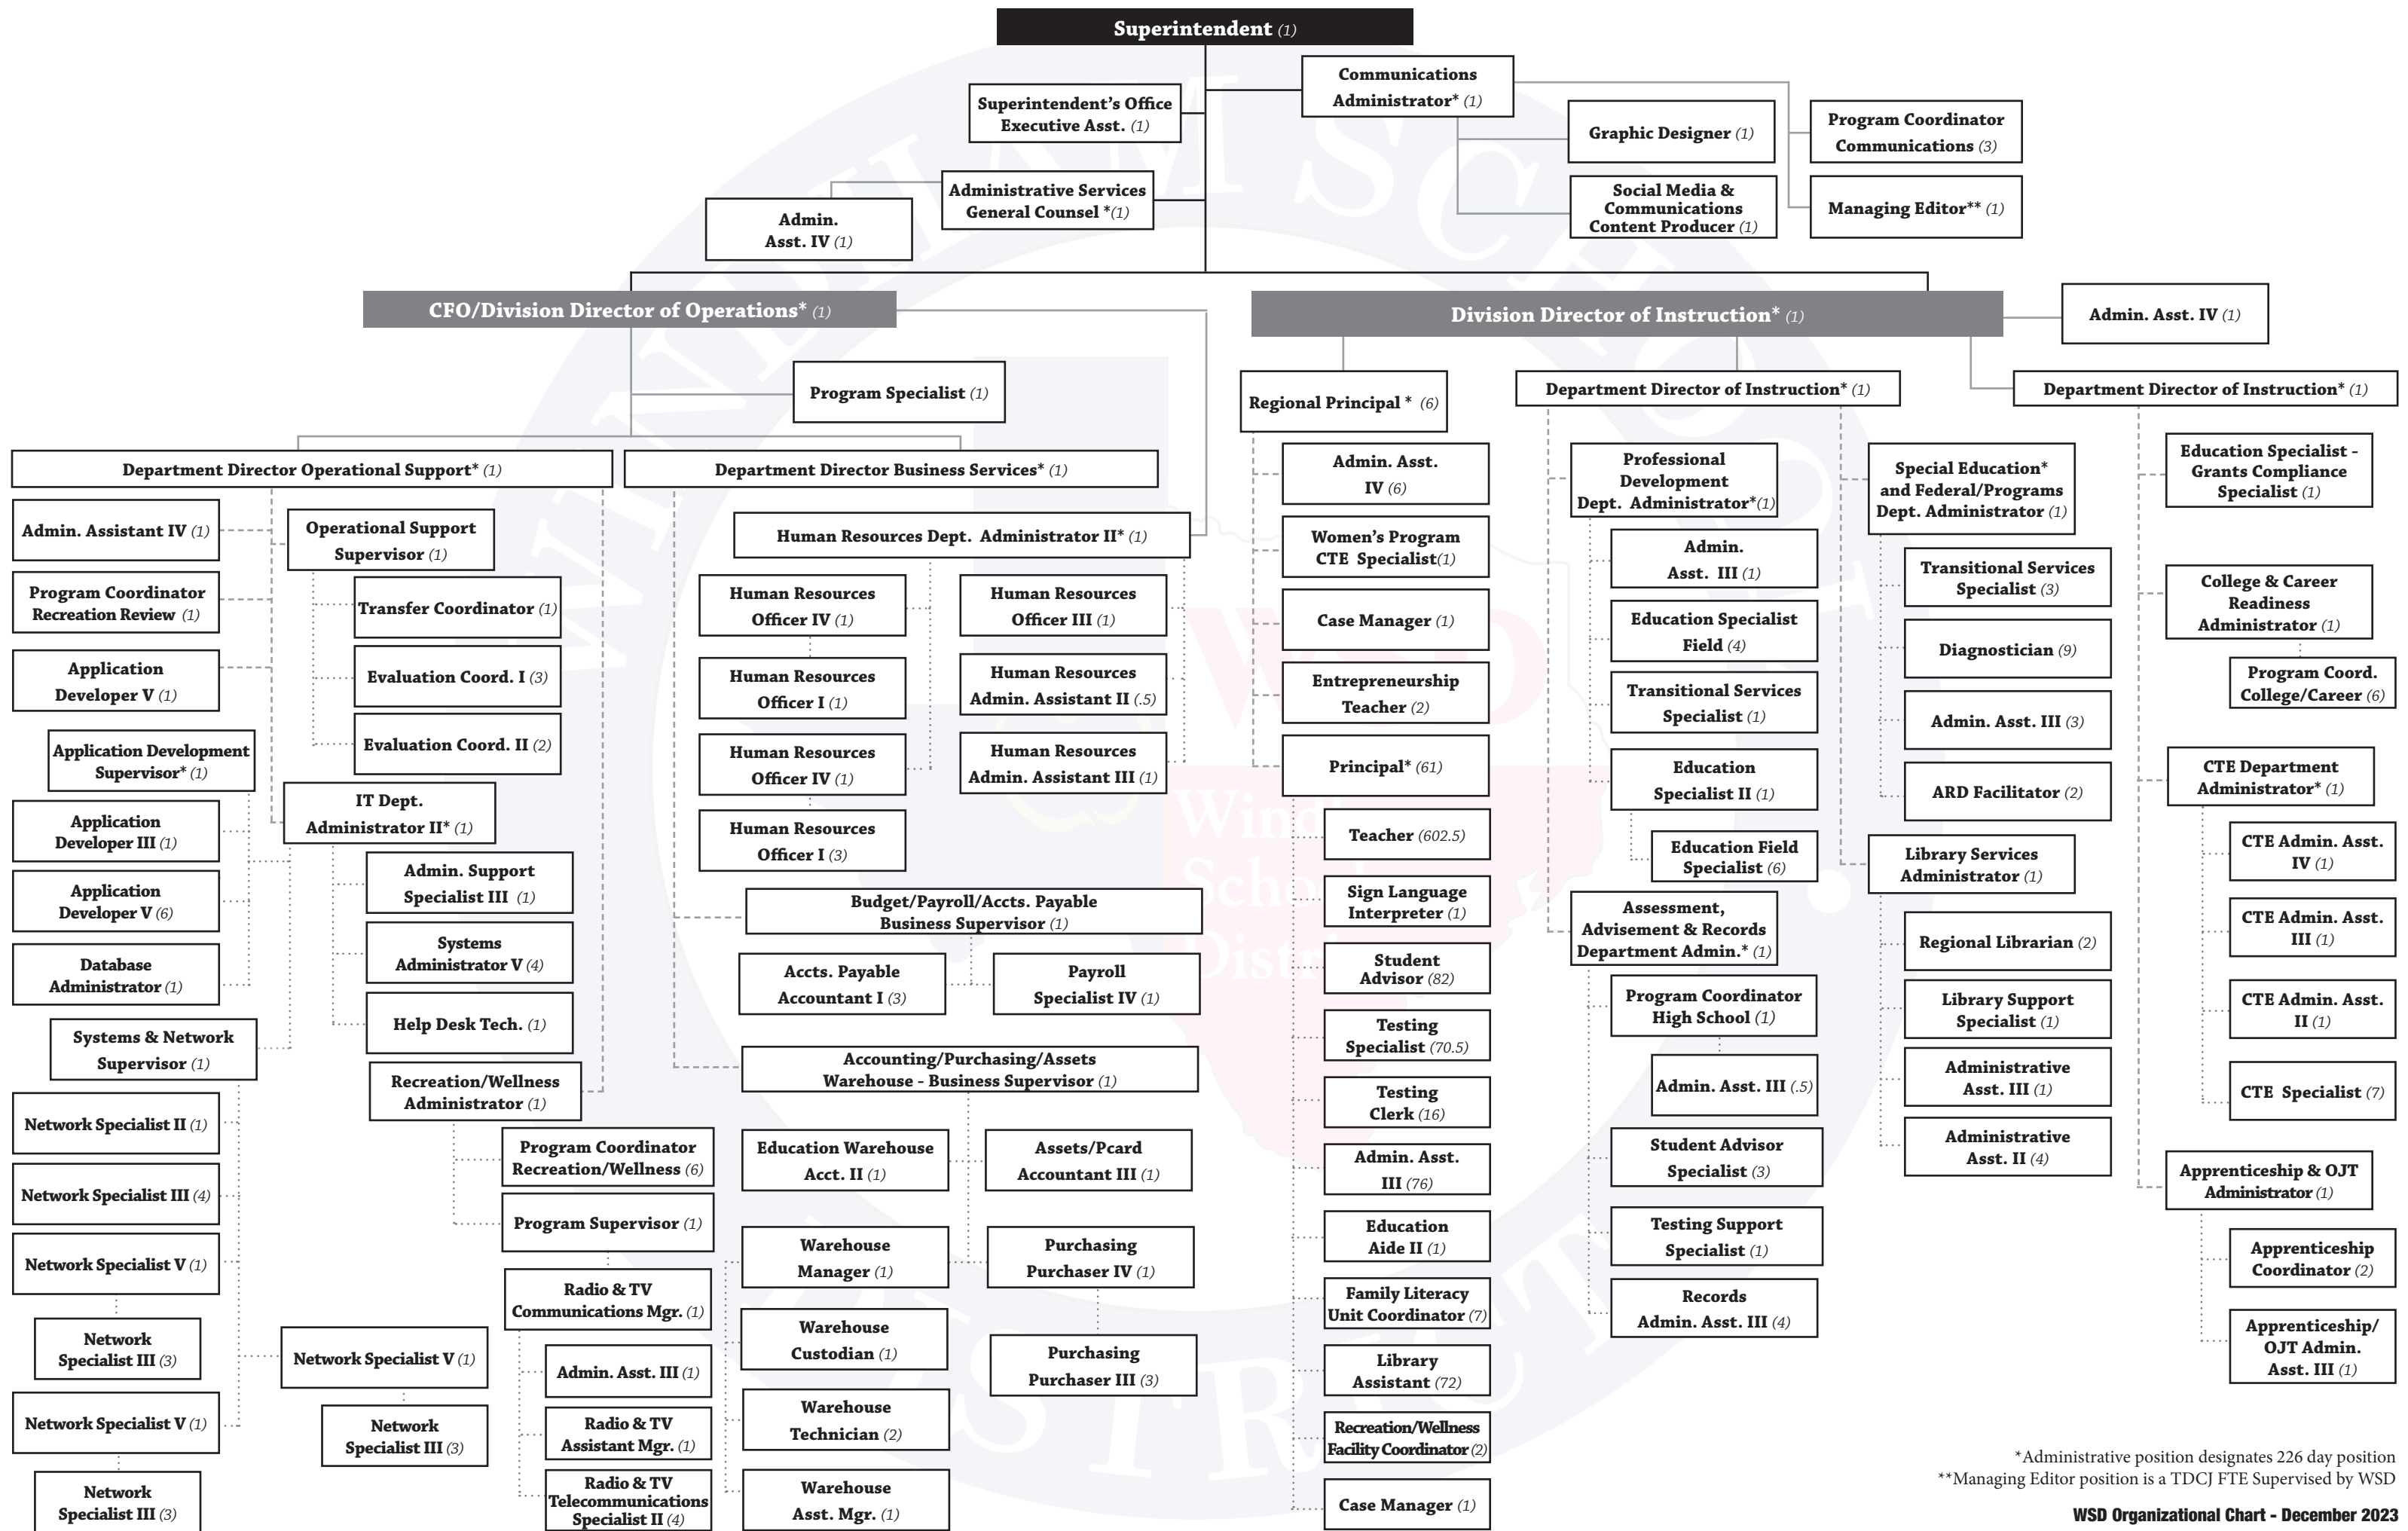 Superintendent (1)
Communications
Administrator* (1)
Superintendent's Office
Executive Asst. (1)
Graphic Designer (1)
Program Coordinator
Communications (3)
Administrative Services
General Counsel *(1)
Admin.
Asst. IV (1)
Social Media &
Communications
Content Producer (1)
Managing Editor** (1)
CFO/Division Director of Operations* (1)
Division Director of Instruction* (1)
Admin. Asst. IV (1)
Program Specialist (1)
Department Director Operational Support* (1)
Department Director Business Services* (1)
Admin. Assistant IV (1)
Program Coordinator
Recreation Review (1)
Application
Developer V (1)
Application Development
Supervisor* (1)
Application
Developer III (1)
Application
Developer V (6)
Database
Administrator (1)
Systems & Network
Supervisor (1)
Network Specialist II (1)
Network Specialist III (4)
Network Specialist V (1)
Network
Specialist III (3)
Network Specialist V (1)
Network
Specialist III (3)
Network Specialist V (1)
Network
Specialist III (3)
Operational Support
Supervisor (1)
Transfer Coordinator (1)
Evaluation Coord. I (3)
Evaluation Coord. II (2)
IT Dept.
Administrator II* (1)
Admin. Support
Specialist III (1)
Systems
Administrator V (4)
Help Desk Tech. (1)
Recreation/Wellness
Administrator (1)
Program Coordinator
Recreation/Wellness (6)
Program Supervisor (1)
Radio & TV
Communications Mgr. (1)
Admin. Asst. III (1)
Radio & TV
Assistant Mgr. (1)
Radio & TV
Telecommunications
Specialist II (4)
Human Resources Dept. Administrator II* (1)
Human Resources
Officer IV (1)
Human Resources
Officer I (1)
Human Resources
Officer IV (1)
Human Resources
Officer I (3)
Human Resources
Officer III (1)
Human Resources
Admin. Assistant II (.5)
Human Resources
Admin. Assistant III (1)
Budget/Payroll/Accts. Payable
Business Supervisor (1)
Accts. Payable
Accountant I (3)
Payroll
Specialist IV (1)
Accounting/Purchasing/Assets
Warehouse - Business Supervisor (1)
Education Warehouse
Acct. II (1)
Assets/Pcard
Accountant III (1)
Warehouse
Manager (1)
Purchasing
Purchaser IV (1)
Warehouse
Custodian (1)
Purchasing
Purchaser III (3)
Warehouse
Technician (2)
Warehouse
Asst. Mgr. (1)
Regional Principal * (6)
Admin. Asst.
IV (6)
Women's Program
CTE Specialist(1)
Case Manager (1)
Entrepreneurship
Teacher (2)
Principal* (61)
Teacher (602.5)
Sign Language
Interpreter (1)
Student
Advisor (82)
Testing
Specialist (70.5)
Testing
Clerk (16)
Admin. Asst.
III (76)
Education
Aide II (1)
Family Literacy
Unit Coordinator (7)
Library
Assistant (72)
Recreation/Wellness
Facility Coordinator (2)
Case Manager (1)
Department Director of Instruction* (1)
Professional
Development
Dept. Administrator*(1)
Admin.
Asst. III (1)
Education Specialist
Field (4)
Transitional Services
Specialist (1)
Education
Specialist II (1)
Education Field
Specialist (6)
Assessment,
Advisement & Records
Department Admin.* (1)
Program Coordinator
High School (1)
Admin. Asst. III (.5)
Student Advisor
Specialist (3)
Testing Support
Specialist (1)
Records
Admin. Asst. III (4)
Special Education*
and Federal/Programs
Dept. Administrator (1)
Transitional Services
Specialist (3)
Diagnostician (9)
Admin. Asst. III (3)
ARD Facilitator (2)
Library Services
Administrator (1)
Regional Librarian (2)
Library Support
Specialist (1)
Administrative
Asst. III (1)
Administrative
Asst. II (4)
Department Director of Instruction* (1)
Education Specialist -
Grants Compliance
Specialist (1)
College & Career
Readiness
Administrator (1)
Program Coord.
College/Career (6)
CTE Department
Administrator* (1)
CTE Admin. Asst.
IV (1)
CTE Admin. Asst.
III (1)
CTE Admin. Asst.
II (1)
CTE Specialist (7)
Apprenticeship & OJT
Administrator (1)
Apprenticeship
Coordinator (2)
Apprenticeship/
OJT Admin.
Asst. III (1)
*Administrative position designates 226 day position
**Managing Editor position is a TDCJ FTE Supervised by WSD
WSD Organizational Chart - December 2023